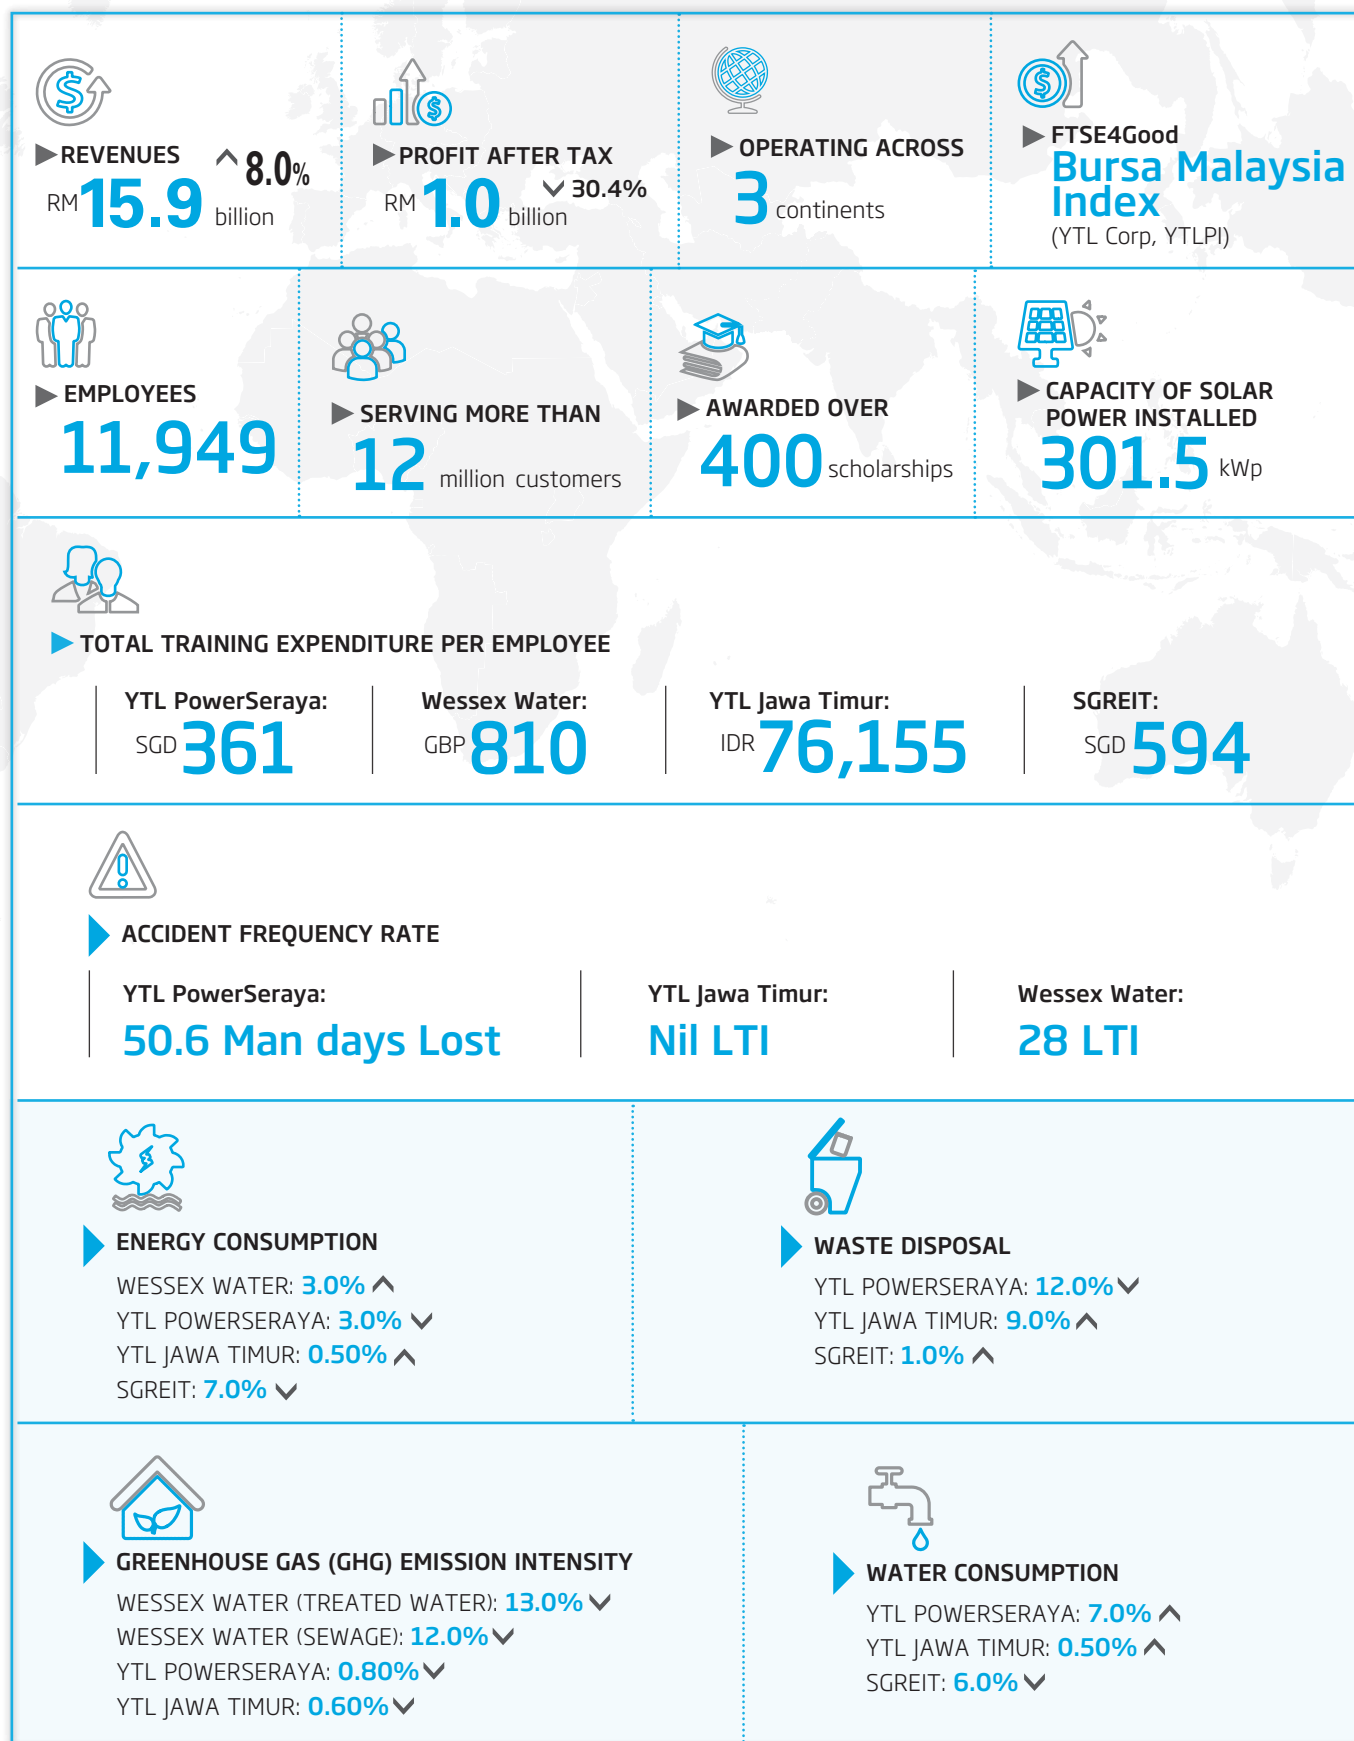 REVENUES
8.0%
RM 15.9 billion
PROFIT AFTER TAX
30.4%
RM 1.0 billion
OPERATING ACROSS
3 continents
FTSE4Good
Bursa Malaysia
Index
(YTL Corp, YTLPI)
EMPLOYEES
11,949
SERVING MORE THAN
12 million customers
AWARDED OVER
400 scholarships
CAPACITY OF SOLAR
POWER INSTALLED
301.5 kWp
TOTAL TRAINING EXPENDITURE PER EMPLOYEE
YTL PowerSeraya:
SGD 361
Wessex Water:
GBP 810
YTL Jawa Timur:
IDR 76,155
SGREIT:
SGD 594
ACCIDENT FREQUENCY RATE
YTL PowerSeraya:
50.6 Man days Lost
YTL Jawa Timur:
Nil LTI
Wessex Water:
28 LTI
ENERGY CONSUMPTION
WESSEX WATER: 3.0%
YTL POWERSERAYA: 3.0%
YTL JAWA TIMUR: 0.50%
SGREIT: 7.0%
WASTE DISPOSAL
YTL POWERSERAYA: 12.0%
YTL JAWA TIMUR: 9.0%
SGREIT: 1.0%
GREENHOUSE GAS (GHG) EMISSION INTENSITY
WESSEX WATER (TREATED WATER): 13.0%
WESSEX WATER (SEWAGE): 12.0%
YTL POWERSERAYA: 0.80%
YTL JAWA TIMUR: 0.60%
WATER CONSUMPTION
YTL POWERSERAYA: 7.0%
YTL JAWA TIMUR: 0.50%
SGREIT: 6.0%